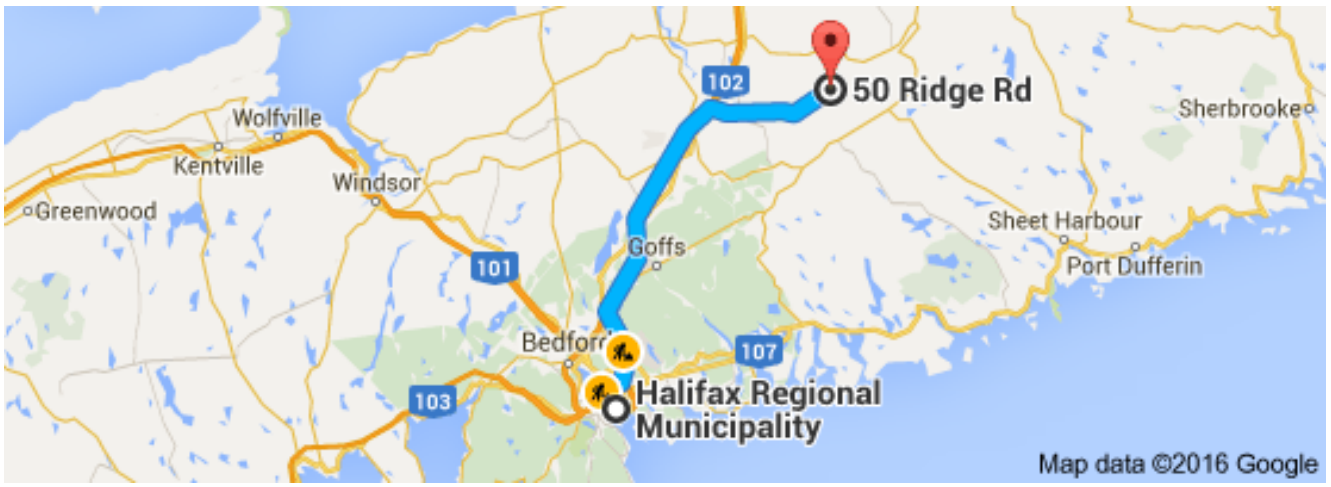 102
50 Ridge Rd
Sherbrooke
Wolfville
Kentville
Windsor
Greenwood
Sheet Harbour
Goffs
Port Dufferin
101
Bedford
107
103
Halifax Regional
Municipality
Map data ©2016 Google